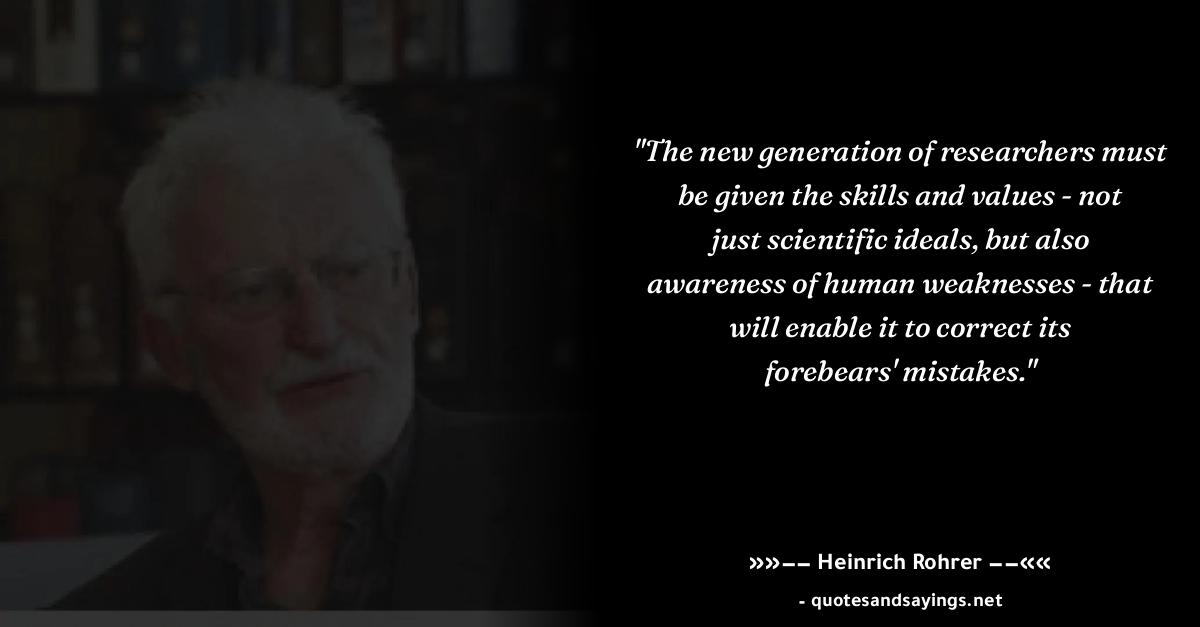 "The new generation of researchers must
be given the skills and values - not
just scientific ideals, but also
awareness of human weaknesses - that
will enable it to correct its
forebears' mistakes."
»»–– Heinrich Rohrer ––««
- quotesandsayings.net